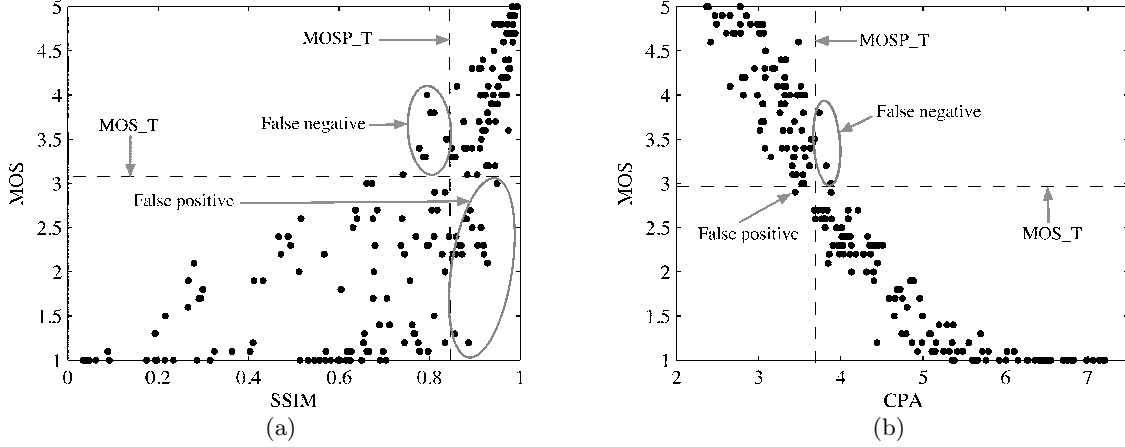 5
4.5
4
3.5
3
2.5
2
1.5
1
MOS
0
0.2
0.4
0.6
0.8
1
SSIM
MOSP_T
False negative
MOS_T
False positive
(a)
5
4.5
4
3.5
3
2.5
2
1.5
1
MOS
2
3
4
5
6
7
CPA
MOSP_T
False negative
False positive
MOS_T
(b)